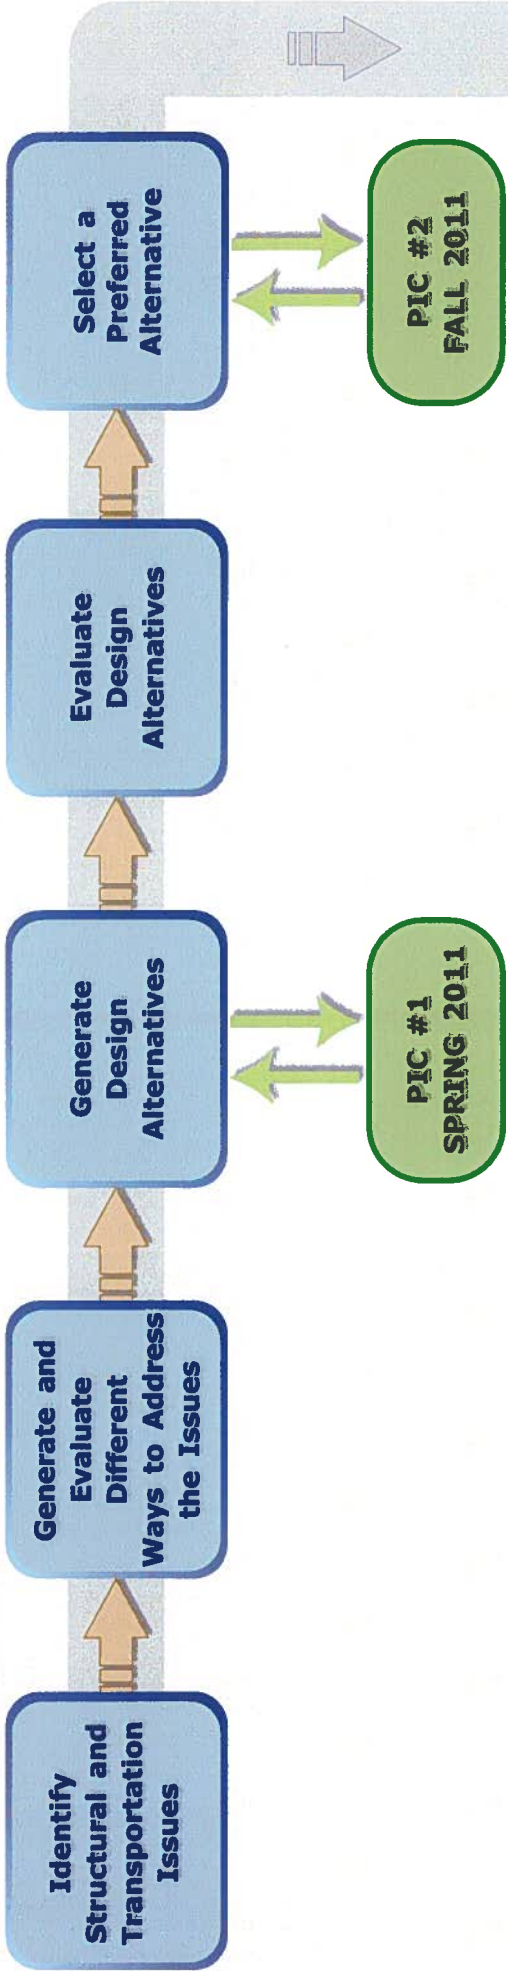 Identify
Structural and
Transportation
Issues
Generate and
Evaluate
Different
Ways to Address
the Issues
Generate
Design
Alternatives
Evaluate
Design
Alternatives
Select a
Preferred
Alternative
PIC #1
SPRING 2011
PIC #2
FALL 2011